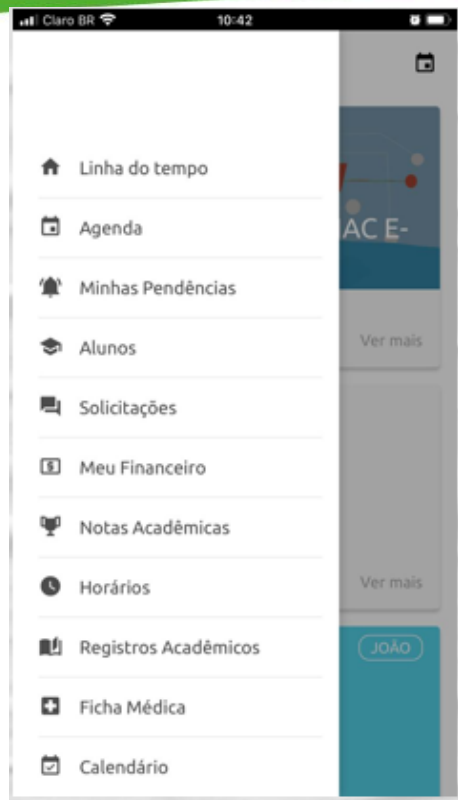 Claro BR 10:42
Linha do tempo
Agenda
AC E-
Minhas Pendências
Alunos
Ver mais
Solicitações
Meu Financeiro
Notas Acadêmicas
Horários
Ver mais
Registros Acadêmicos
JOÃO
Ficha Médica
Calendário